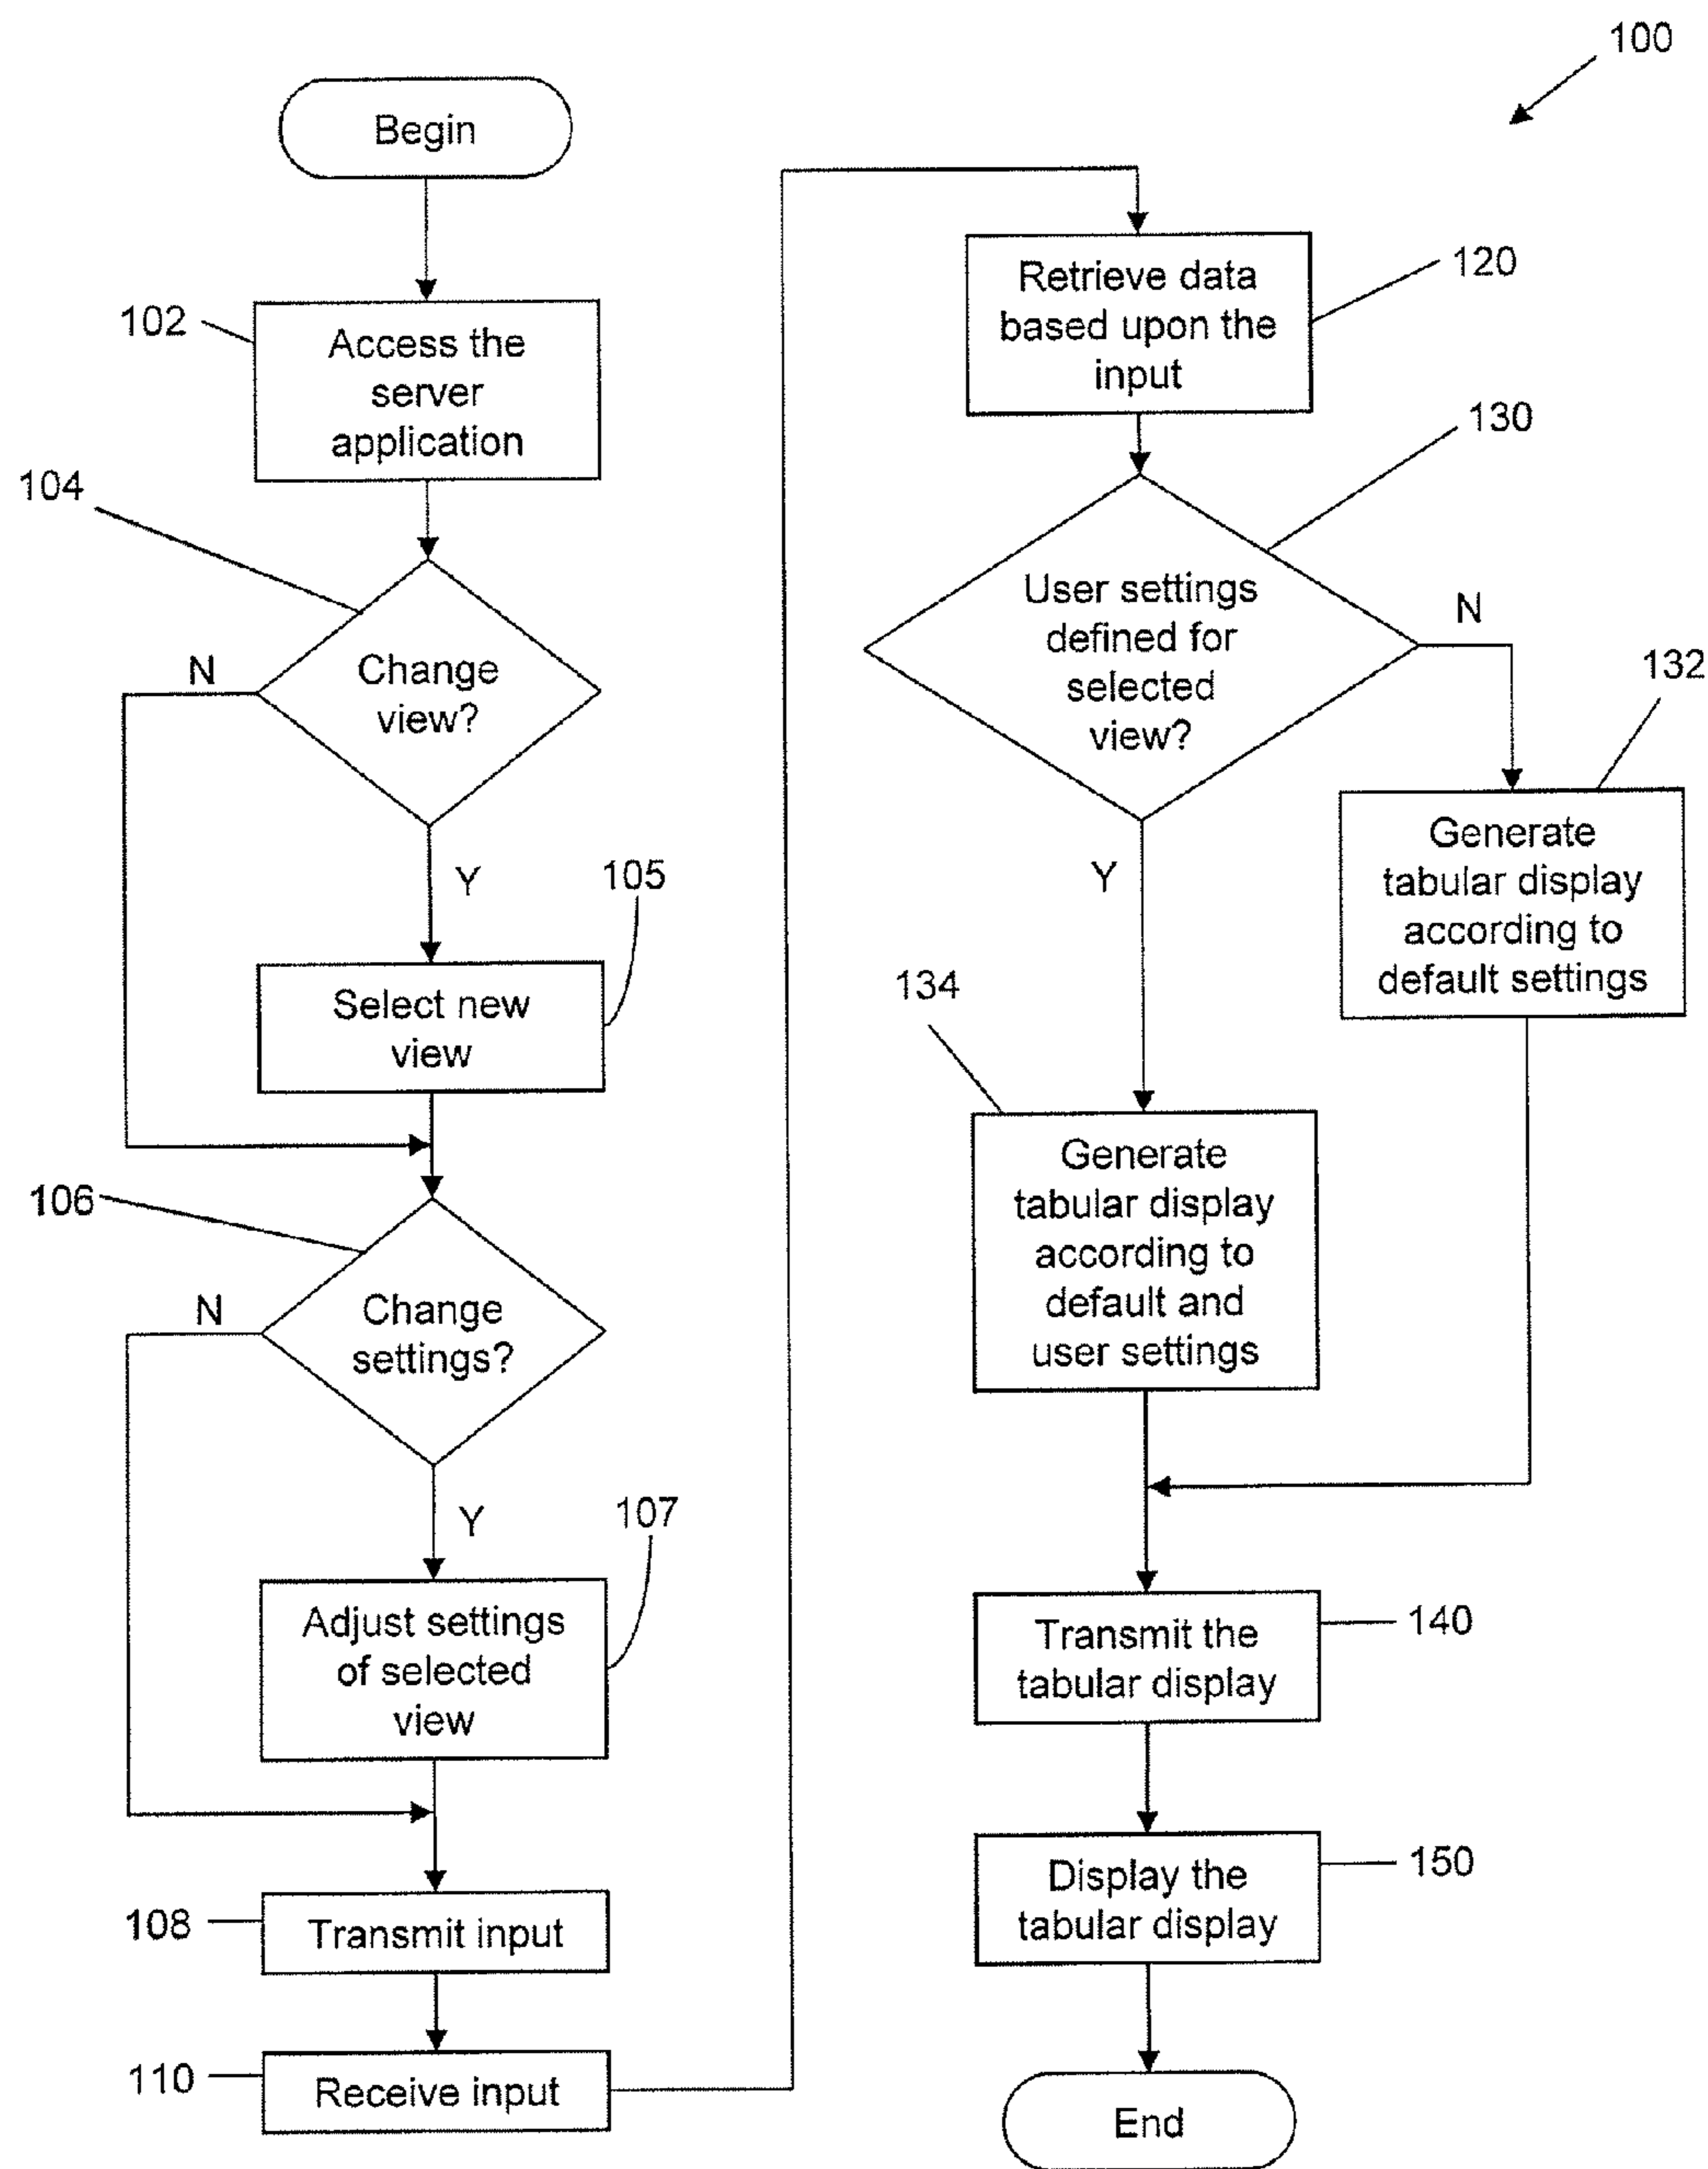 100
Begin
102
Access the
server
application
104
Change
view?
N
Y
105
Select new
view
106
Change
settings?
N
Y
107
Adjust settings
of selected
view
108
Transmit input
110
Receive input
Retrieve data
based upon the
input
120
130
User settings
defined for
selected
view?
N
Y
132
Generate
tabular display
according to
default settings
134
Generate
tabular display
according to
default and
user settings
Transmit the
tabular display
140
Display the
tabular display
150
End